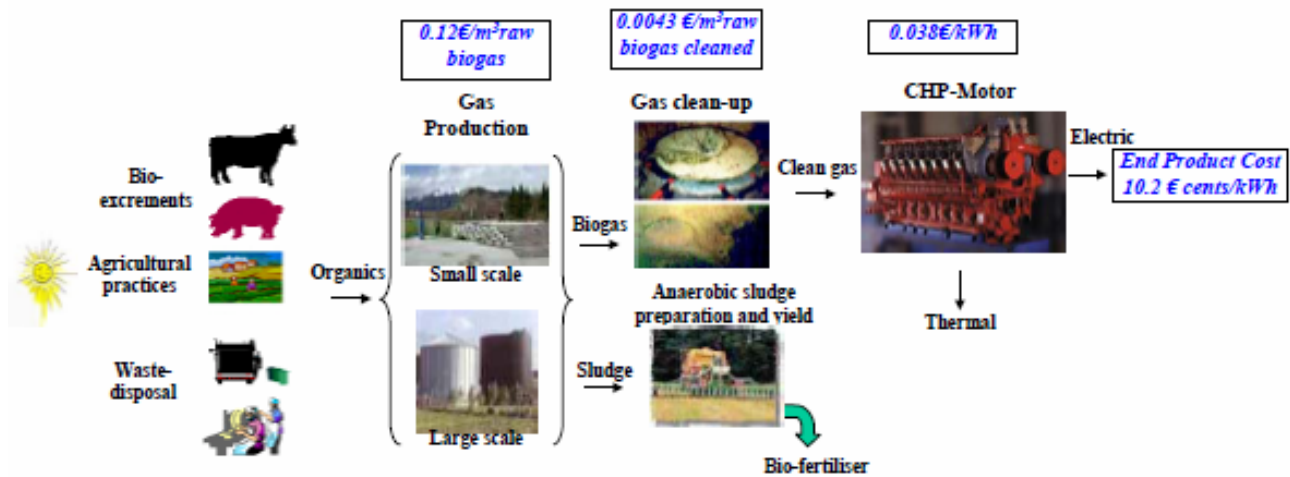 0.12€/m³raw
biogas
0.0043 €/m³raw
biogas cleaned
0.038€/kWh
Gas
Production
Gas clean-up
CHP-Motor
Bio-
excrements
Agricultural
practices
Waste-
disposal
Organics
Small scale
Large scale
Biogas
Sludge
Clean gas
Electric
End Product Cost
10.2 € cents/kWh
Anaerobic sludge
preparation and yield
Thermal
Bio-fertiliser